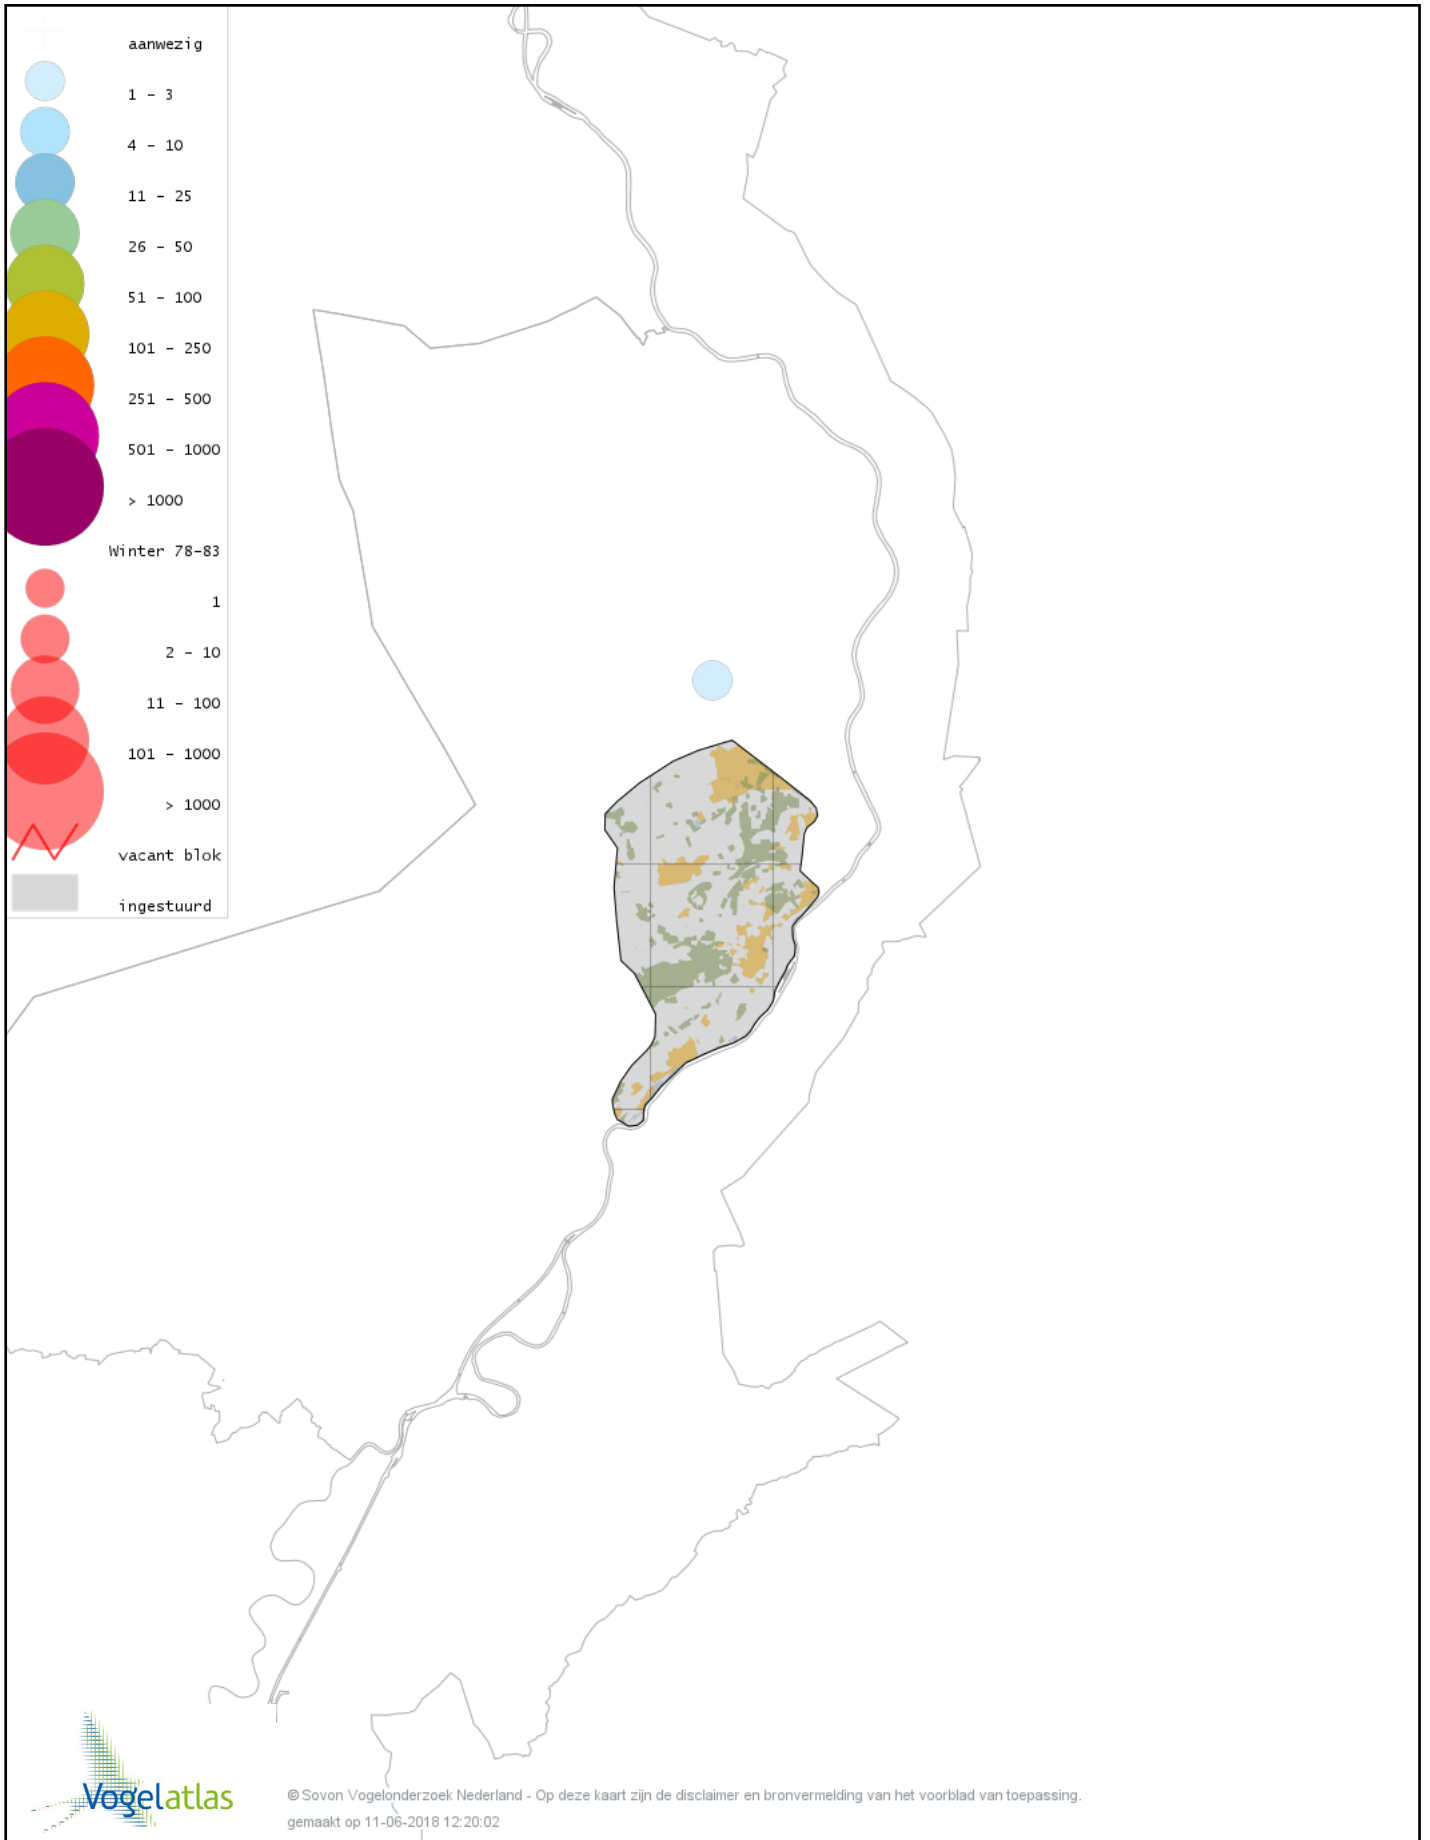 aanwezig
1 - 3
4 - 10
11 - 25
26 - 50
51 - 100
101 - 250
251 - 500
501 - 1000
> 1000
Winter 78-83
1
2 - 10
11 - 100
101 - 1000
> 1000
vacant blok
ingestuurd
Vogelatlas
© Sovon Vogelonderzoek Nederland - Op deze kaart zijn de disclaimer en bronvermelding van het voorblad van toepassing.
gemaakt op 11-06-2018 12:20:02